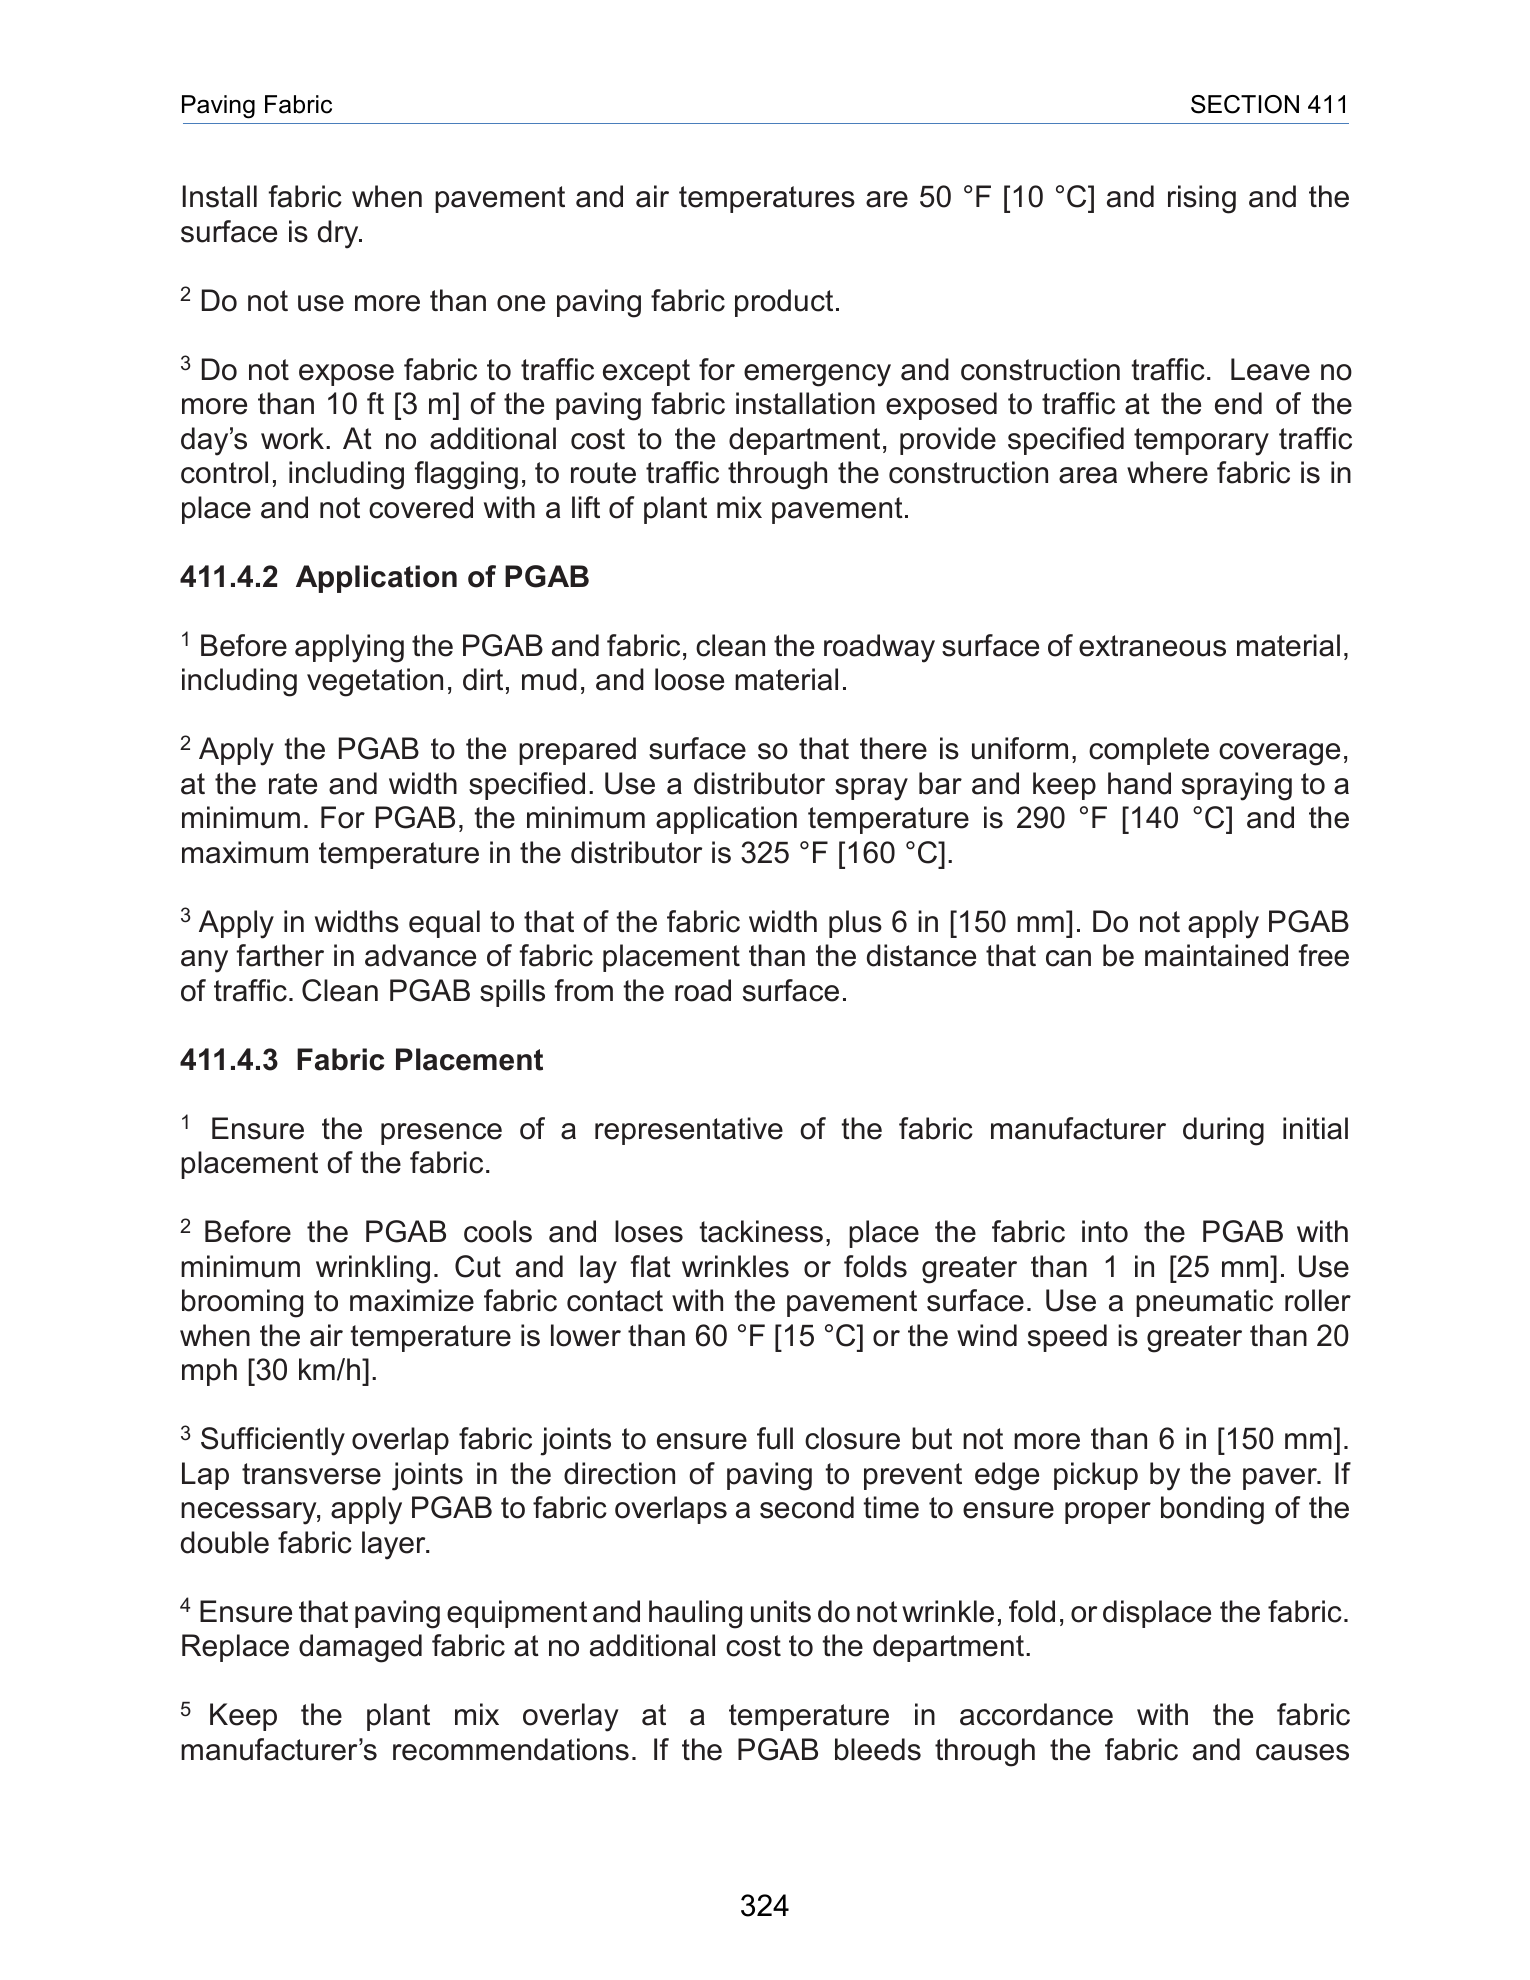 Paving Fabric SECTION 411
Install fabric when pavement and air temperatures are 50 °F [10 °C] and rising and the
surface is dry.
2 Do not use more than one paving fabric product.
3 Do not expose fabric to traffic except for emergency and construction traffic. Leave no
more than 10 ft [3 m] of the paving fabric installation exposed to traffic at the end of the
day’s work. At no additional cost to the department, provide specified temporary traffic
control, including flagging, to route traffic through the construction area where fabric is in
place and not covered with a lift of plant mix pavement.
411.4.2 Application of PGAB
1 Before applying the PGAB and fabric, clean the roadway surface of extraneous material,
including vegetation, dirt, mud, and loose material.
2 Apply the PGAB to the prepared surface so that there is uniform, complete coverage,
at the rate and width specified. Use a distributor spray bar and keep hand spraying to a
minimum. For PGAB, the minimum application temperature is 290 °F [140 °C] and the
maximum temperature in the distributor is 325 °F [160 °C].
3 Apply in widths equal to that of the fabric width plus 6 in [150 mm]. Do not apply PGAB
any farther in advance of fabric placement than the distance that can be maintained free
of traffic. Clean PGAB spills from the road surface.
411.4.3 Fabric Placement
1 Ensure the presence of a representative of the fabric manufacturer during initial
placement of the fabric.
2 Before the PGAB cools and loses tackiness, place the fabric into the PGAB with
minimum wrinkling. Cut and lay flat wrinkles or folds greater than 1 in [25 mm]. Use
brooming to maximize fabric contact with the pavement surface. Use a pneumatic roller
when the air temperature is lower than 60 °F [15 °C] or the wind speed is greater than 20
mph [30 km/h].
3 Sufficiently overlap fabric joints to ensure full closure but not more than 6 in [150 mm].
Lap transverse joints in the direction of paving to prevent edge pickup by the paver. If
necessary, apply PGAB to fabric overlaps a second time to ensure proper bonding of the
double fabric layer.
4 Ensure that paving equipment and hauling units do not wrinkle, fold, or displace the fabric.
Replace damaged fabric at no additional cost to the department.
5 Keep the plant mix overlay at a temperature in accordance with the fabric
manufacturer’s recommendations. If the PGAB bleeds through the fabric and causes
324